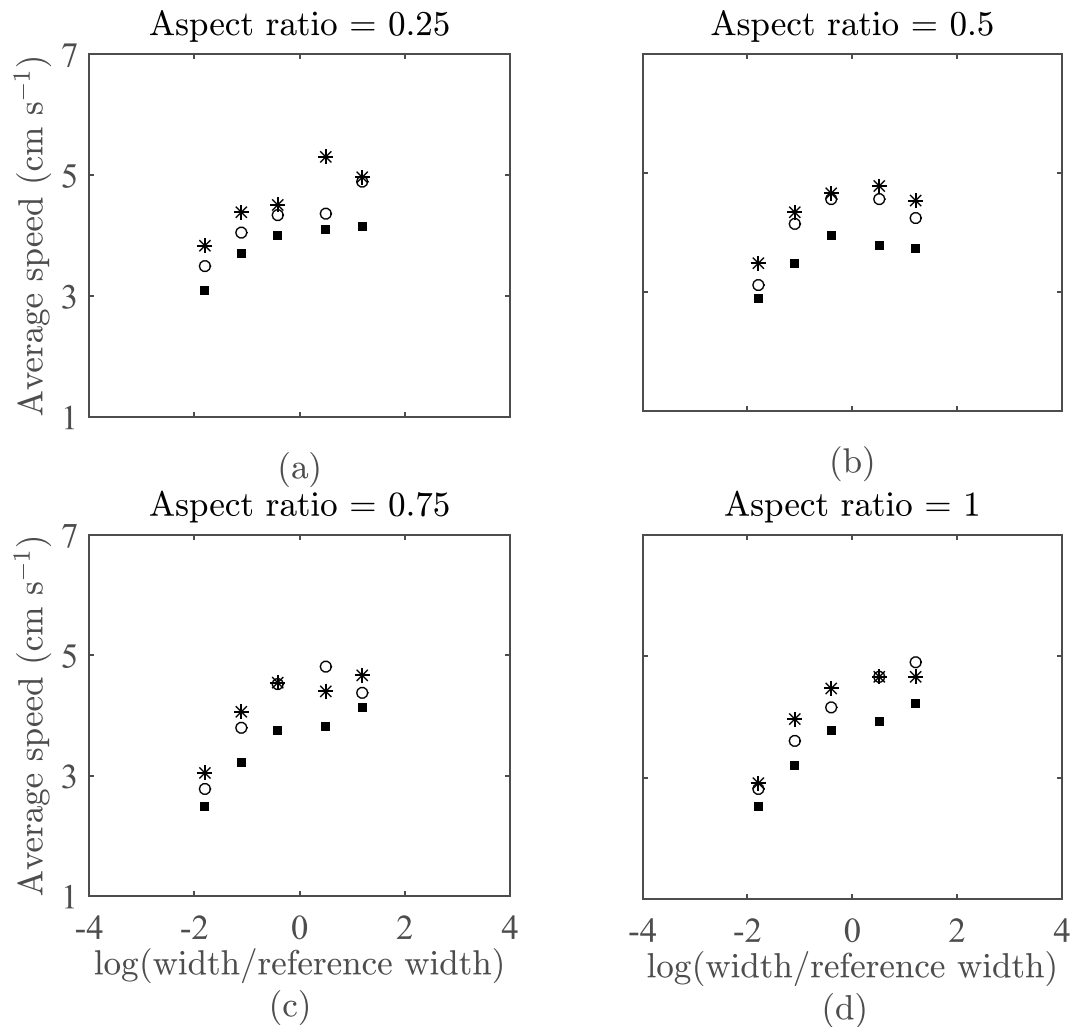 Aspect ratio = 0.25
Aspect ratio = 0.5
Average speed (cm s⁻¹)
7
5
3
1
(a)
(b)
Aspect ratio = 0.75
Aspect ratio = 1
Average speed (cm s⁻¹)
7
5
3
1
-4 -2 0 2 4
-4 -2 0 2 4
log(width/reference width)
log(width/reference width)
(c)
(d)